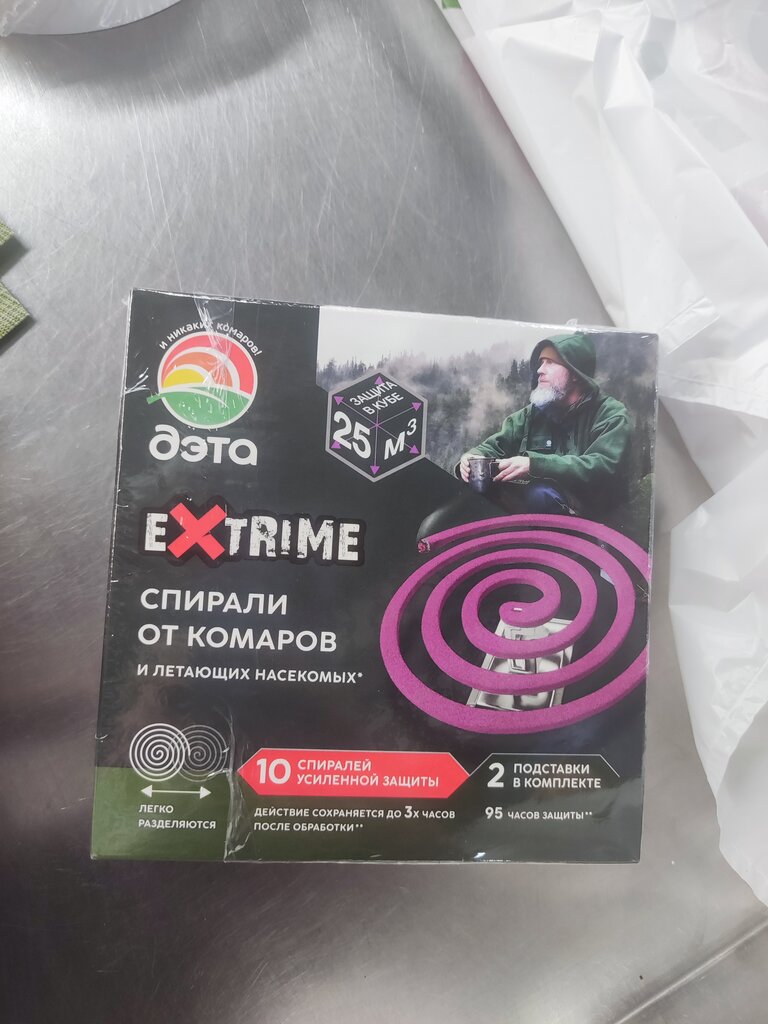 и никаких комаров!
дэта
ЗАЩИТА
В КУБЕ
25 м³
EXTRIME
СПИРАЛИ
ОТ КОМАРОВ
И ЛЕТАЮЩИХ НАСЕКОМЫХ*
ЛЕГКО
РАЗДЕЛЯЮТСЯ
10 СПИРАЛЕЙ
УСИЛЕННОЙ ЗАЩИТЫ
ДЕЙСТВИЕ СОХРАНЯЕТСЯ ДО 3Х ЧАСОВ
ПОСЛЕ ОБРАБОТКИ**
2 ПОДСТАВКИ
В КОМПЛЕКТЕ
95 ЧАСОВ ЗАЩИТЫ**